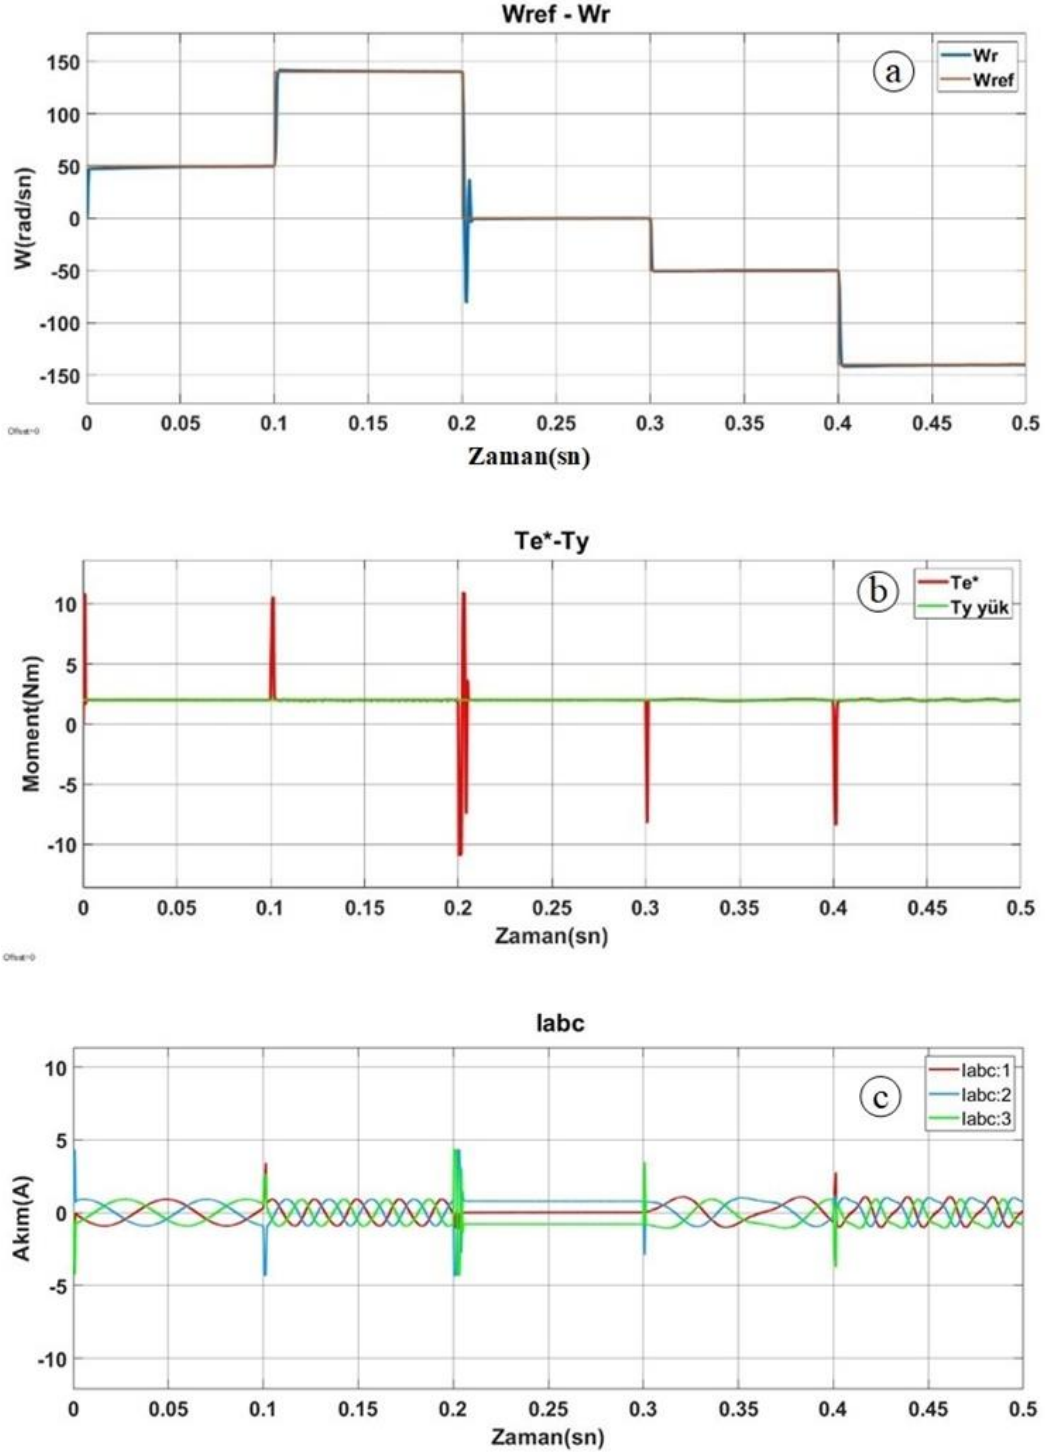 Wref - Wr
150
100
50
0
-50
-100
-150
W(rad/sn)
a
Wr
Wref
0 0.05 0.1 0.15 0.2 0.25 0.3 0.35 0.4 0.45 0.5
Offset=0
Zaman(sn)
Te*-Ty
10
5
0
-5
-10
Moment(Nm)
b
Te*
Ty yük
0 0.05 0.1 0.15 0.2 0.25 0.3 0.35 0.4 0.45 0.5
Zaman(sn)
Offset=0
Iabc
10
5
0
-5
-10
Akım(A)
c
Iabc:1
Iabc:2
Iabc:3
0 0.05 0.1 0.15 0.2 0.25 0.3 0.35 0.4 0.45 0.5
Zaman(sn)